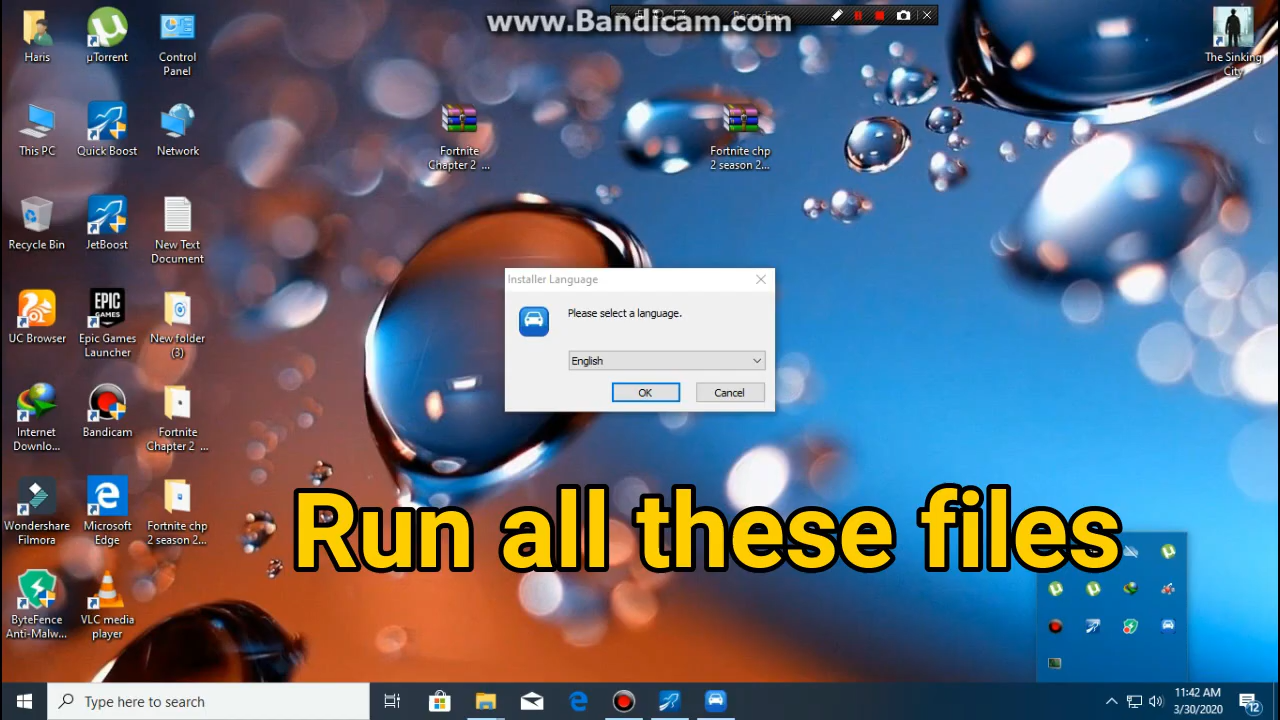 www.Bandicam.com
Haris
µTorrent
Control
Panel
The Sinking
City
This PC
Quick Boost
Network
Fortnite
Chapter 2 ...
Fortnite chp
2 season 2...
Recycle Bin
JetBoost
New Text
Document
Installer Language
Please select a language.
English
OK
Cancel
UC Browser
EPIC
GAMES
Epic Games
Launcher
New folder
(3)
Internet
Downlo...
Bandicam
Fortnite
Chapter 2 ...
Wondershare
Filmora
Microsoft
Edge
Fortnite chp
2 season 2...
Run all these files
ByteFence
Anti-Malw...
VLC media
player
Type here to search
11:42 AM
3/30/2020
12